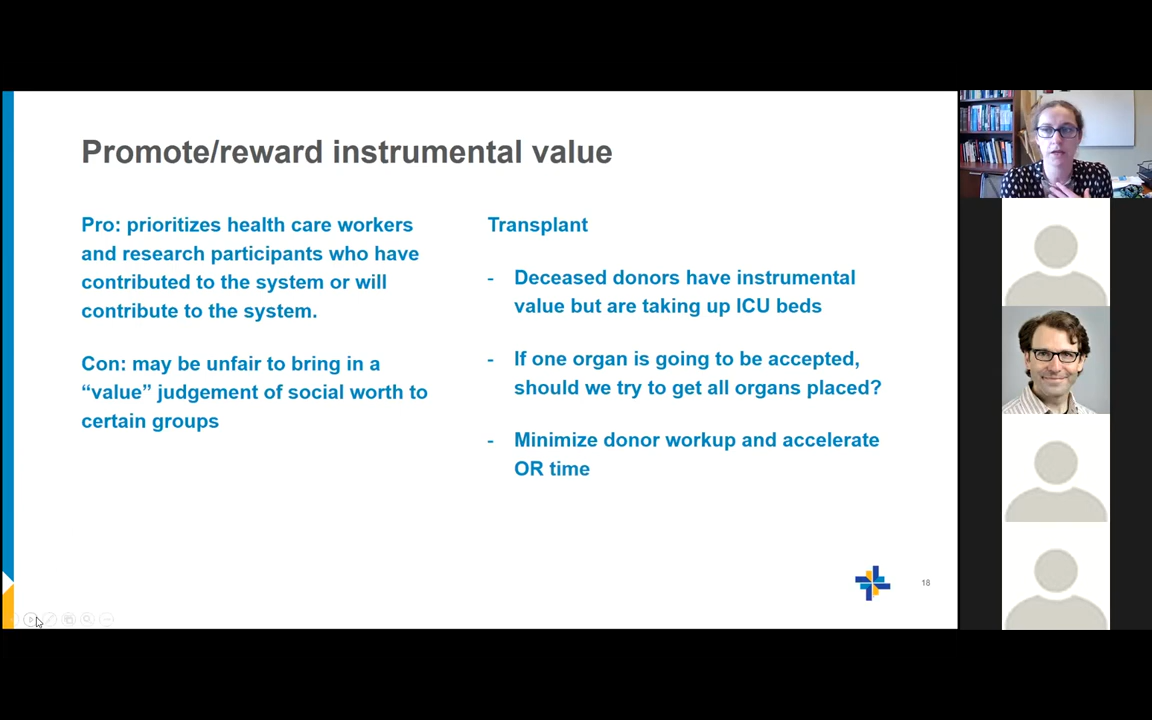 Promote/reward instrumental value
Pro: prioritizes health care workers
and research participants who have
contributed to the system or will
contribute to the system.
Con: may be unfair to bring in a
“value” judgement of social worth to
certain groups
Transplant
- Deceased donors have instrumental
value but are taking up ICU beds
- If one organ is going to be accepted,
should we try to get all organs placed?
- Minimize donor workup and accelerate
OR time
18